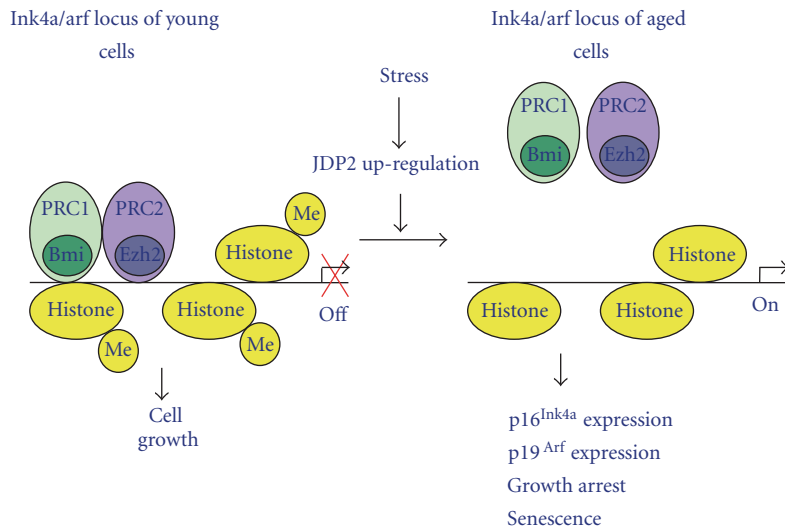 Ink4a/arf locus of young
cells
PRC1
PRC2
Bmi
Ezh2
Me
Histone
Histone
Histone
Me
Me
Off
Cell
growth
Stress
JDP2 up-regulation
Ink4a/arf locus of aged
cells
PRC1
PRC2
Bmi
Ezh2
Histone
Histone
Histone
On
p16Ink4a expression
p19Arf expression
Growth arrest
Senescence